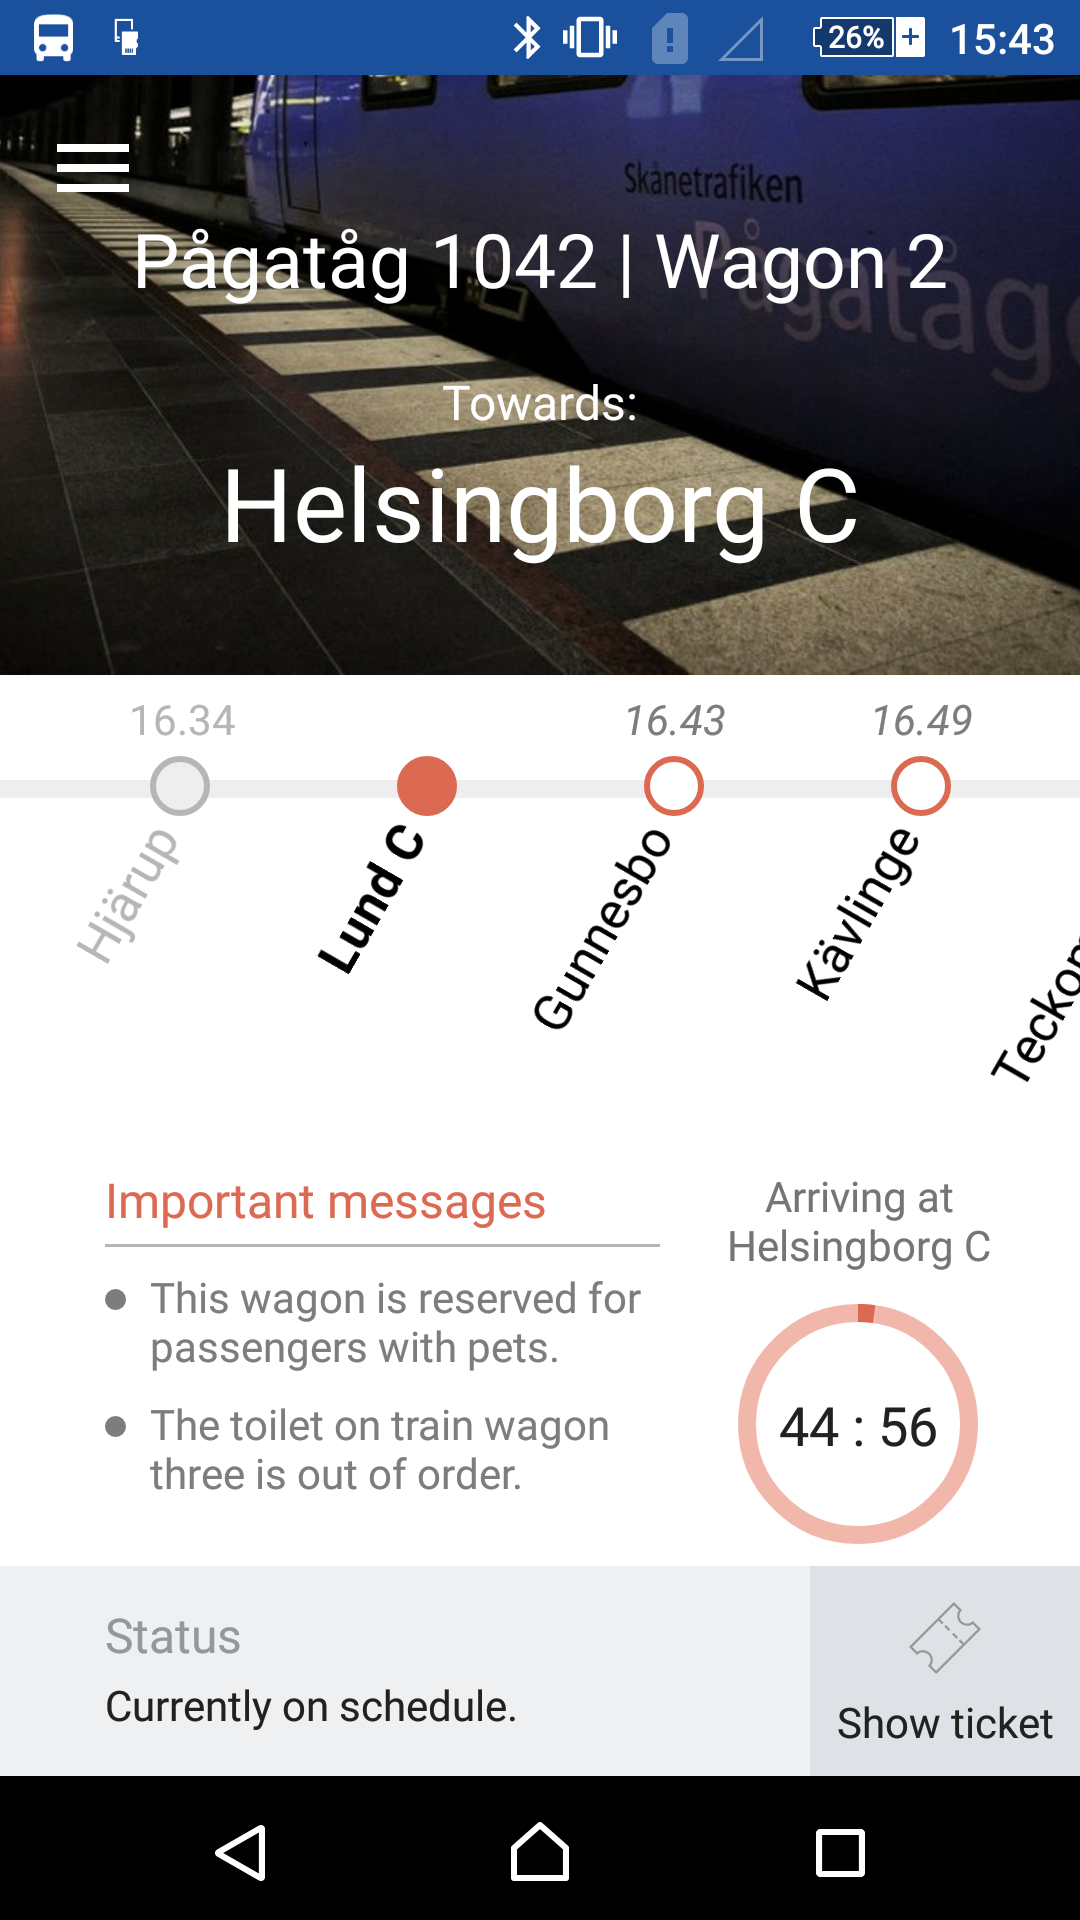 26%
15:43
Skånetrafiken
Pågatåge
Pågatåg 1042 | Wagon 2
Towards:
Helsingborg C
16.34
16.43
16.49
Hjärup
Lund C
Gunnesbo
Kävlinge
Important messages
This wagon is reserved for
passengers with pets.
The toilet on train wagon
three is out of order.
Arriving at
Helsingborg C
44 : 56
Status
Currently on schedule.
Show ticket